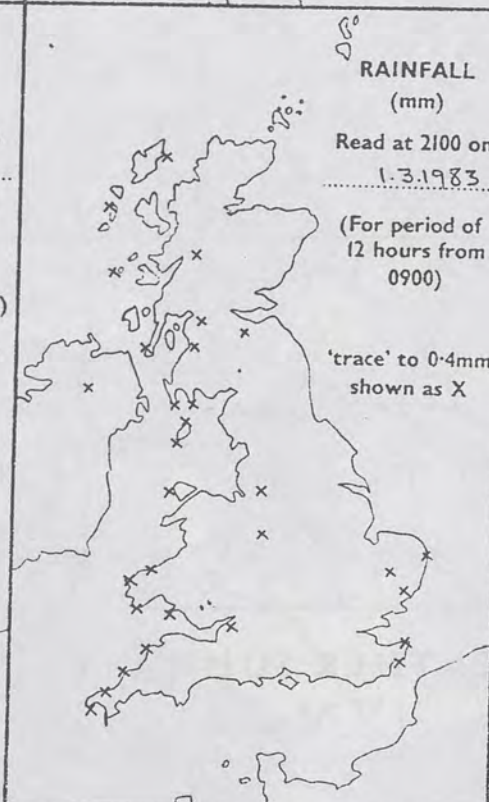 RAINFALL
(mm)
Read at 2100 on
1.3.1983
(For period of
12 hours from
0900)
'trace' to 0·4mm
shown as X
)